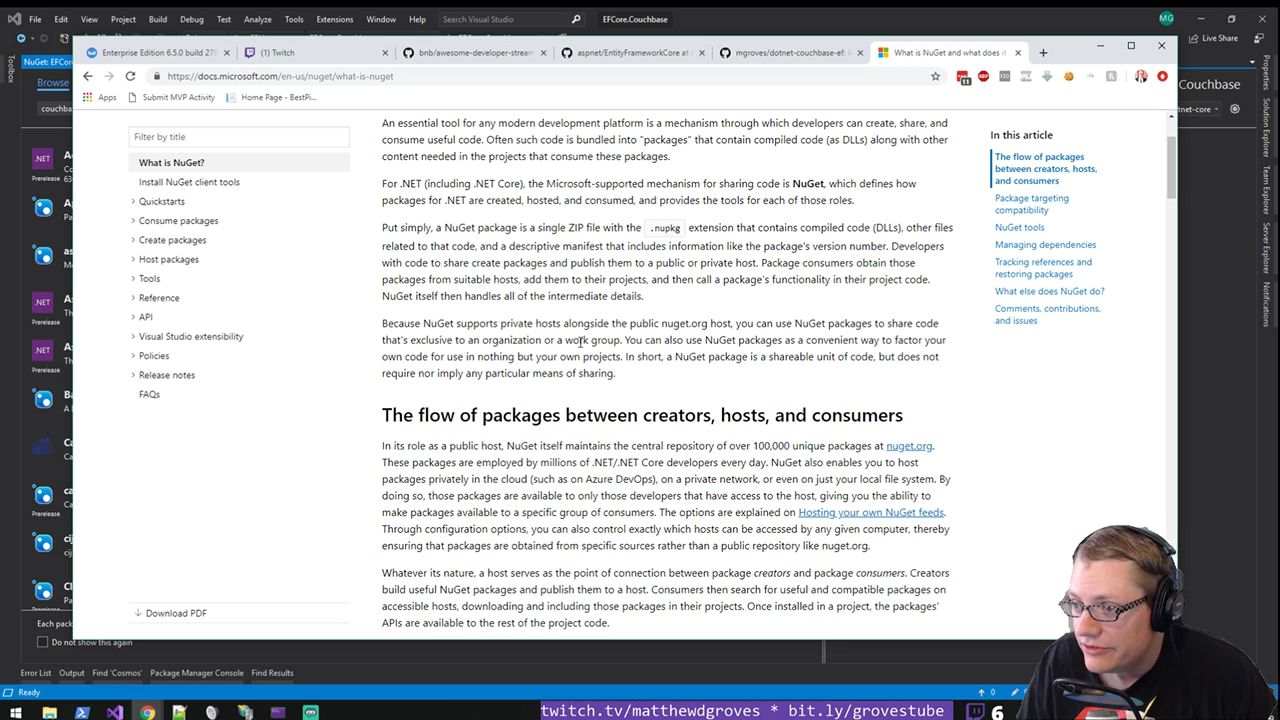 File Edit View Project Build Debug Test Analyze Tools Extensions Window Help Search Visual Studio EFCore.Couchbase MG
Live Share
Enterprise Edition 6.5.0 build 27 (1) Twitch bnb/awesome-developer-stream aspnet/EntityFrameworkCore at mgroves/dotnet-couchbase-ef: A What is NuGet and what does it
https://docs.microsoft.com/en-us/nuget/what-is-nuget
Apps Submit MVP Activity Home Page - BestPl...
NuGet: EFCor
Browse
couchba
Toolbox
Prerelease
Prerelease
Prerelease
Prerelease
Prerelease
Each pack
Do not show this again
Filter by title
What is NuGet?
Install NuGet client tools
Quickstarts
Consume packages
Create packages
Host packages
Tools
Reference
API
Visual Studio extensibility
Policies
Release notes
FAQs
Download PDF
An essential tool for any modern development platform is a mechanism through which developers can create, share, and
consume useful code. Often such code is bundled into "packages" that contain compiled code (as DLLs) along with
other content needed in the projects that consume these packages.
For .NET (including .NET Core), the Microsoft-supported mechanism for sharing code is NuGet, which defines how
packages for .NET are created, hosted, and consumed, and provides the tools for each of those roles.
Put simply, a NuGet package is a single ZIP file with the .nupkg extension that contains compiled code (DLLs), other files
related to that code, and a descriptive manifest that includes information like the package's version number. Developers
with code to share create packages and publish them to a public or private host. Package consumers obtain those
packages from suitable hosts, add them to their projects, and then call a package's functionality in their project code.
NuGet itself then handles all of the intermediate details.
Because NuGet supports private hosts alongside the public nuget.org host, you can use NuGet packages to share code
that's exclusive to an organization or a work group. You can also use NuGet packages as a convenient way to factor your
own code for use in nothing but your own projects. In short, a NuGet package is a shareable unit of code, but does not
require nor imply any particular means of sharing.
The flow of packages between creators, hosts, and consumers
In its role as a public host, NuGet itself maintains the central repository of over 100,000 unique packages at nuget.org.
These packages are employed by millions of .NET/.NET Core developers every day. NuGet also enables you to host
packages privately in the cloud (such as on Azure DevOps), on a private network, or even on just your local file system. By
doing so, those packages are available to only those developers that have access to the host, giving you the ability to
make packages available to a specific group of consumers. The options are explained on Hosting your own NuGet feeds.
Through configuration options, you can also control exactly which hosts can be accessed by any given computer, thereby
ensuring that packages are obtained from specific sources rather than a public repository like nuget.org.
Whatever its nature, a host serves as the point of connection between package creators and package consumers. Creators
build useful NuGet packages and publish them to a host. Consumers then search for useful and compatible packages on
accessible hosts, downloading and including those packages in their projects. Once installed in a project, the packages'
APIs are available to the rest of the project code.
In this article
The flow of packages
between creators, hosts,
and consumers
Package targeting
compatibility
NuGet tools
Managing dependencies
Tracking references and
restoring packages
What else does NuGet do?
Comments, contributions,
and issues
Couchbase
Properties
Solution Explorer
Team Explorer
Notifications
Error List Output Find 'Cosmos' Package Manager Console Find Results
Ready
0
twitch.tv/matthewdgroves * bit.ly/grovestube 6